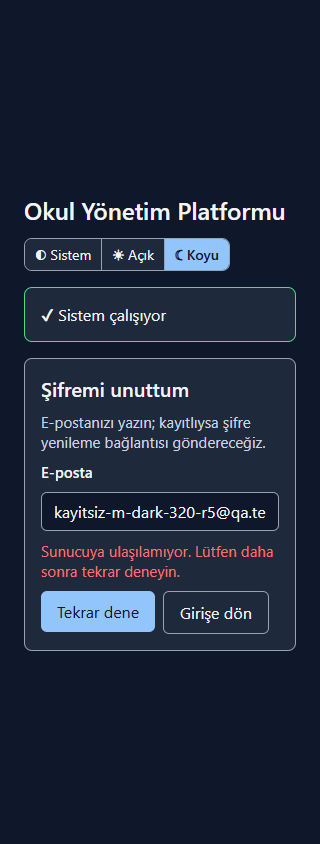 Okul Yönetim Platformu
Sistem Açık Koyu
✓ Sistem çalışıyor
Şifremi unuttum
E-postanızı yazın; kayıtlıysa şifre
yenileme bağlantısı göndereceğiz.
E-posta
kayitsiz-m-dark-320-r5@qa.te
Sunucuya ulaşılamıyor. Lütfen daha
sonra tekrar deneyin.
Tekrar dene Girişe dön